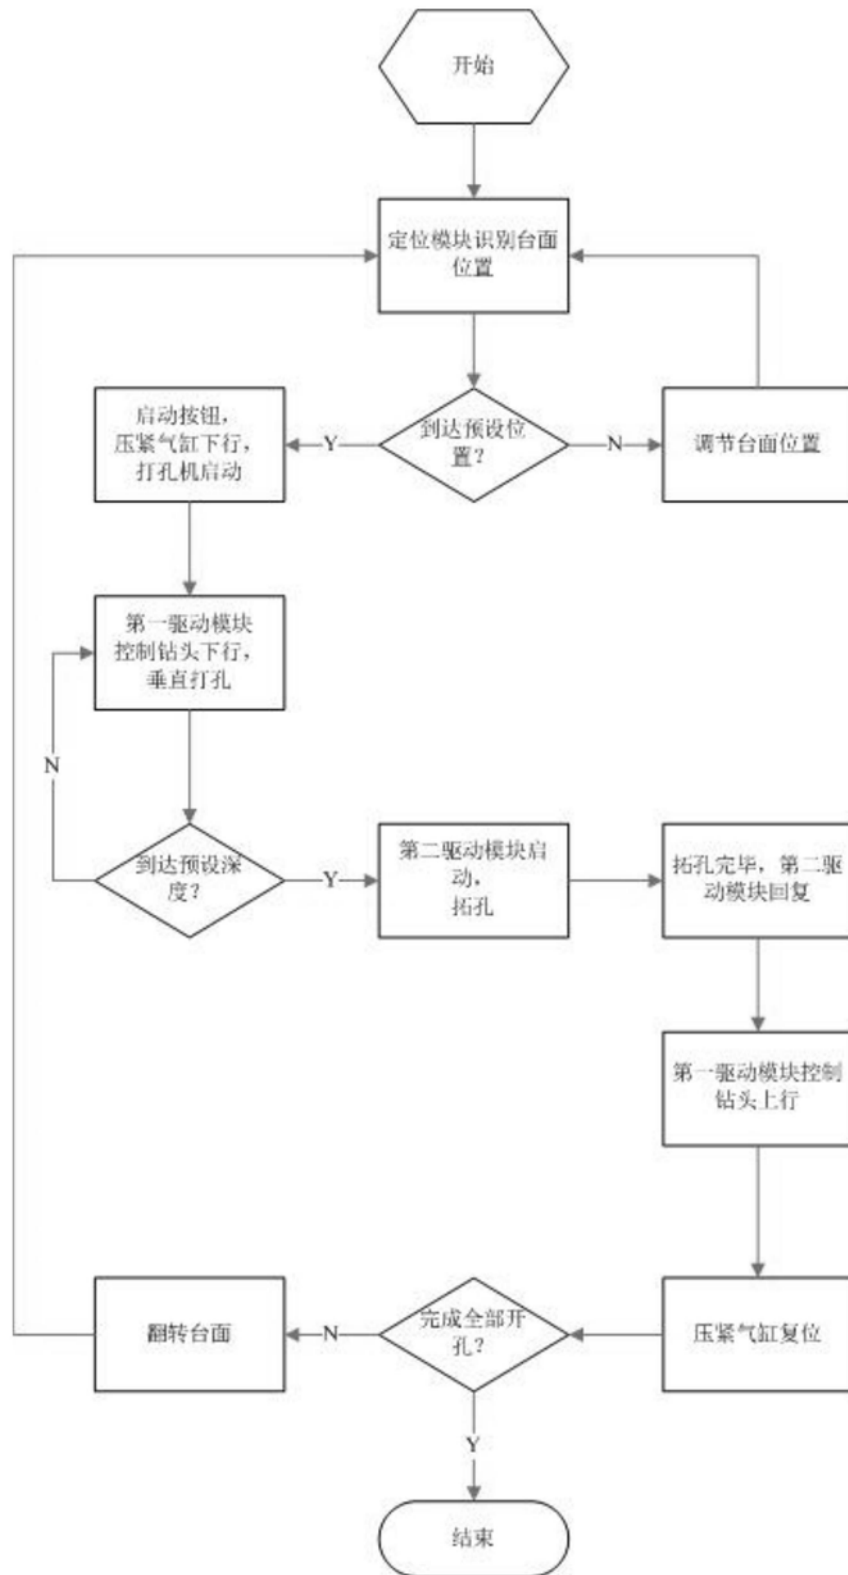 开始
定位模块识别台面
位置
到达预设位
置？
Y
N
启动按钮，
压紧气缸下行，
打孔机启动
调节台面位置
第一驱动模块
控制钻头下行，
垂直打孔
N
到达预设深
度？
Y
第二驱动模块启
动，
拓孔
拓孔完毕，第二驱
动模块回复
第一驱动模块控制
钻头上行
压紧气缸复位
完成全部开
孔？
N
翻转台面
Y
结束